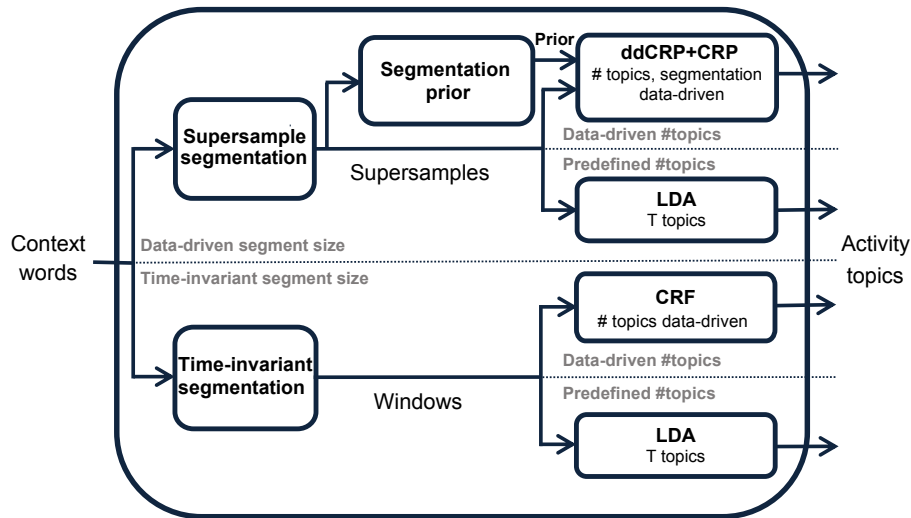 Prior
ddCRP+CRP
# topics, segmentation
data-driven
Segmentation
prior
Supersample
segmentation
Supersamples
Data-driven #topics
Predefined #topics
LDA
T topics
Context
words
Data-driven segment size
Time-invariant segment size
Activity
topics
CRF
# topics data-driven
Time-invariant
segmentation
Windows
Data-driven #topics
Predefined #topics
LDA
T topics